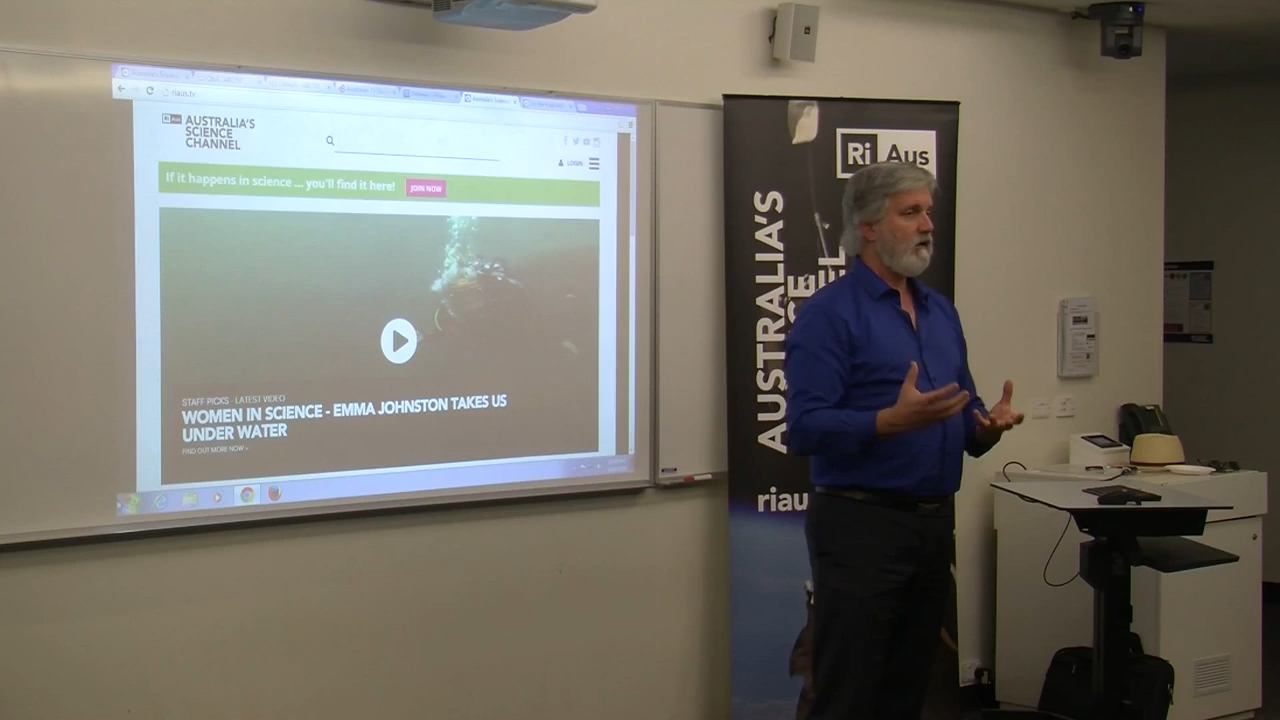 riaus.tv
Ri Aus
AUSTRALIA'S
SCIENCE
CHANNEL
LOGIN
If it happens in science ... you'll find it here!
JOIN NOW
STAFF PICKS · LATEST VIDEO
WOMEN IN SCIENCE - EMMA JOHNSTON TAKES US
UNDER WATER
FIND OUT MORE NOW »
Ri Aus
AUSTRALIA'S
riau